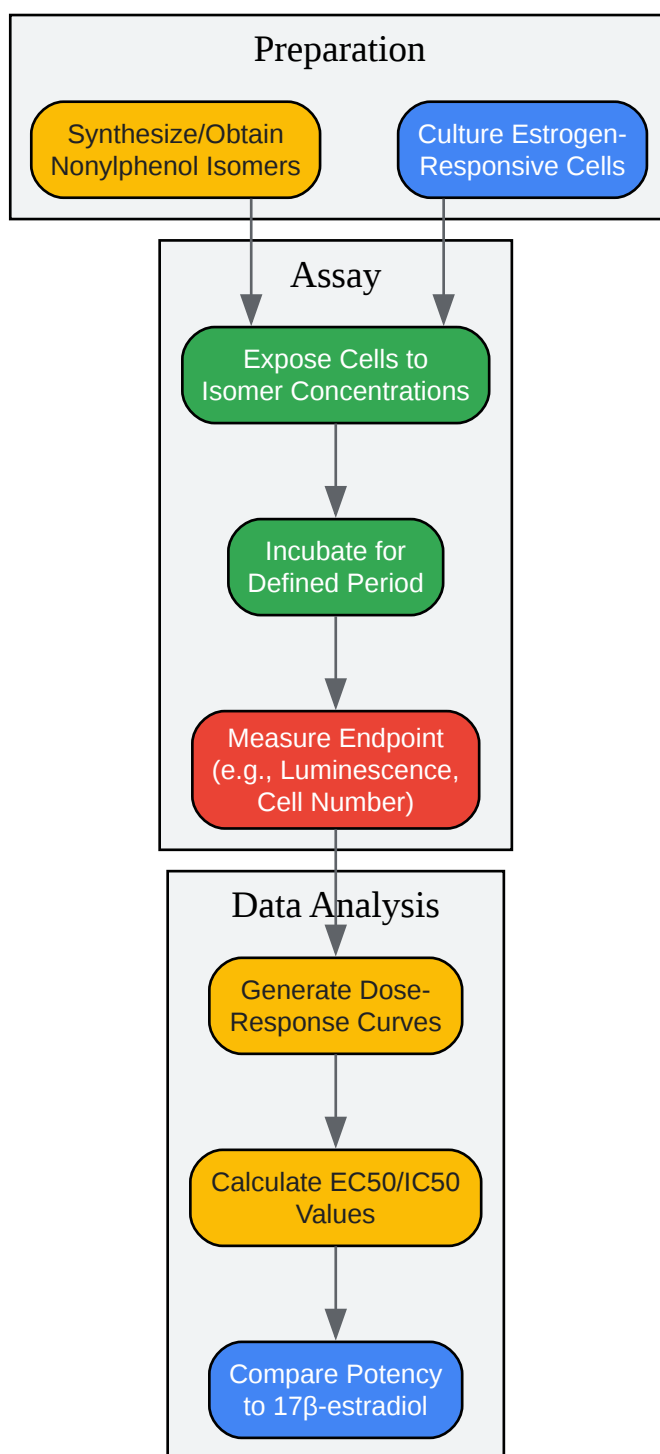 Preparation
Synthesize/Obtain
Nonylphenol Isomers
Culture Estrogen-
Responsive Cells
Assay
Expose Cells to
Isomer Concentrations
Incubate for
Defined Period
Measure Endpoint
(e.g., Luminescence,
Cell Number)
Data Analysis
Generate Dose-
Response Curves
Calculate EC50/IC50
Values
Compare Potency
to 17β-estradiol